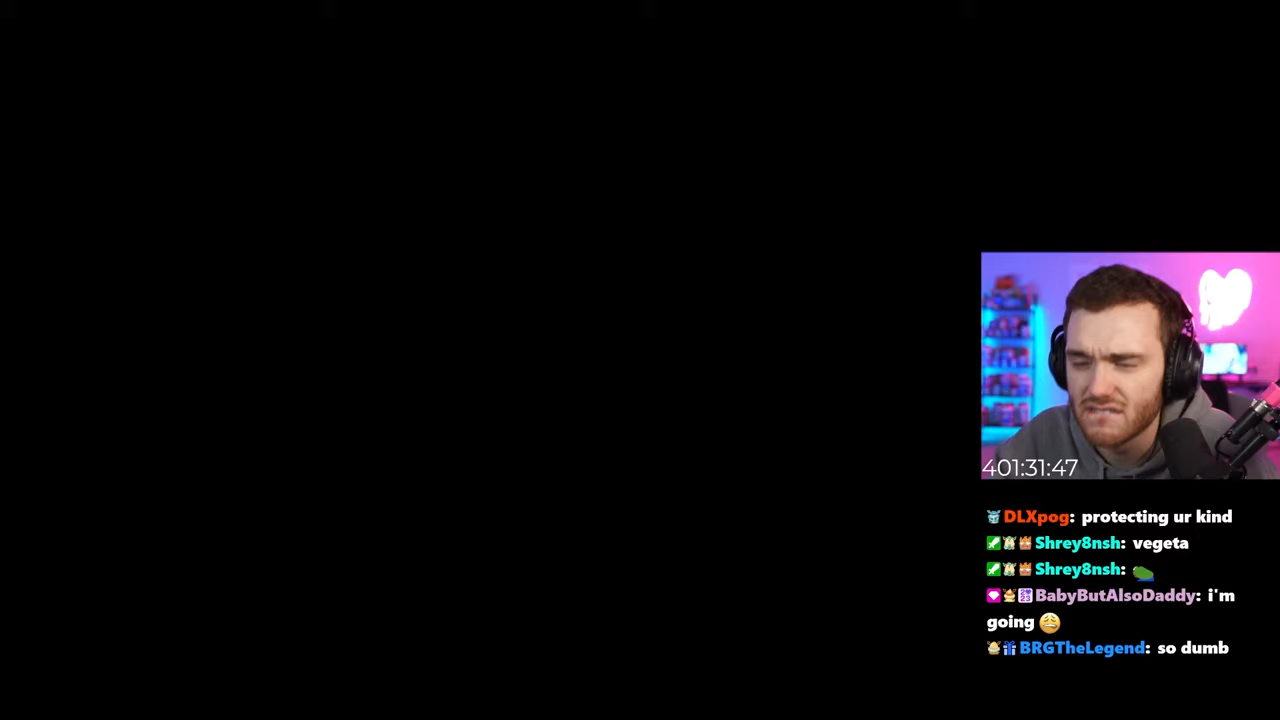 401:31:47
DLXpog: protecting ur kind
Shrey8nsh: vegeta
Shrey8nsh:
BabyButAlsoDaddy: i'm
going
BRGTheLegend: so dumb